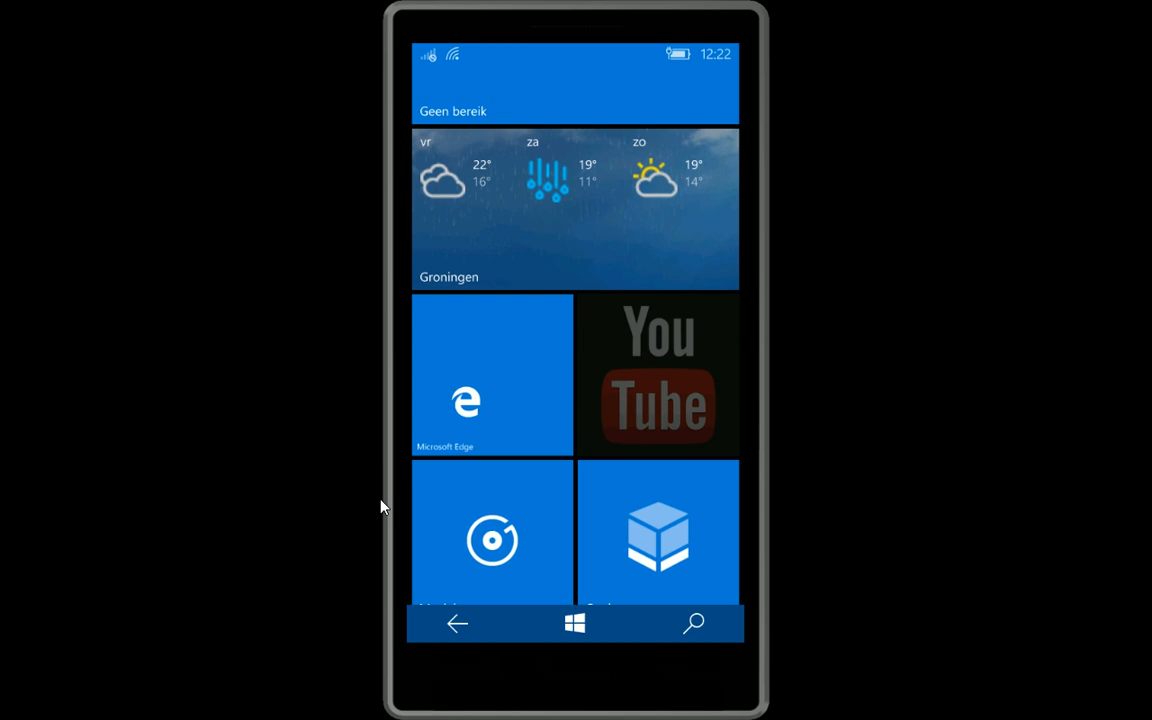 12:22
Geen bereik
vr za zo
22° 19° 19°
16° 11° 14°
Groningen
You
Tube
Microsoft Edge